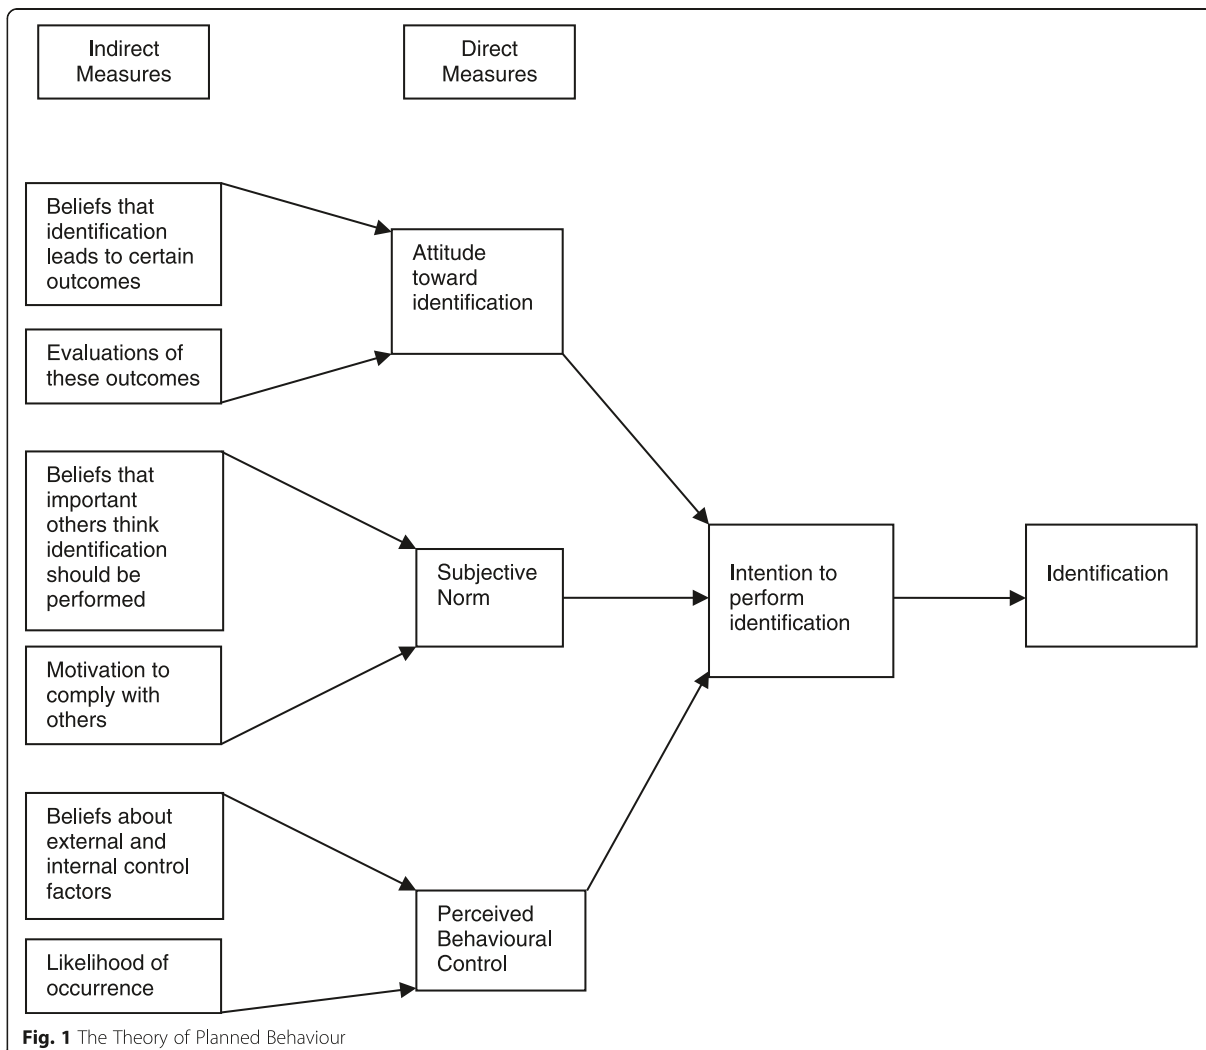 Indirect
Measures
Direct
Measures
Beliefs that
identification
leads to certain
outcomes
Evaluations of
these outcomes
Attitude
toward
identification
Beliefs that
important
others think
identification
should be
performed
Motivation to
comply with
others
Subjective
Norm
Intention to
perform
identification
Identification
Beliefs about
external and
internal control
factors
Likelihood of
occurrence
Perceived
Behavioural
Control
Fig. 1 The Theory of Planned Behaviour